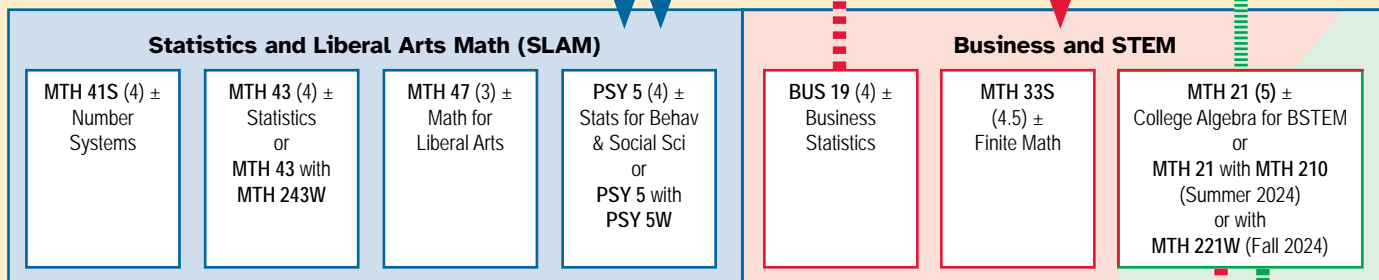 Statistics and Liberal Arts Math (SLAM)
MTH 41S (4) ±
Number
Systems
MTH 43 (4) ±
Statistics
or
MTH 43 with
MTH 243W
MTH 47 (3) ±
Math for
Liberal Arts
PSY 5 (4) ±
Stats for Behav
& Social Sci
or
PSY 5 with
PSY 5W
Business and STEM
BUS 19 (4) ±
Business
Statistics
MTH 33S
(4.5) ±
Finite Math
MTH 21 (5) ±
College Algebra for BSTEM
or
MTH 21 with MTH 210
(Summer 2024)
or with
MTH 221W (Fall 2024)